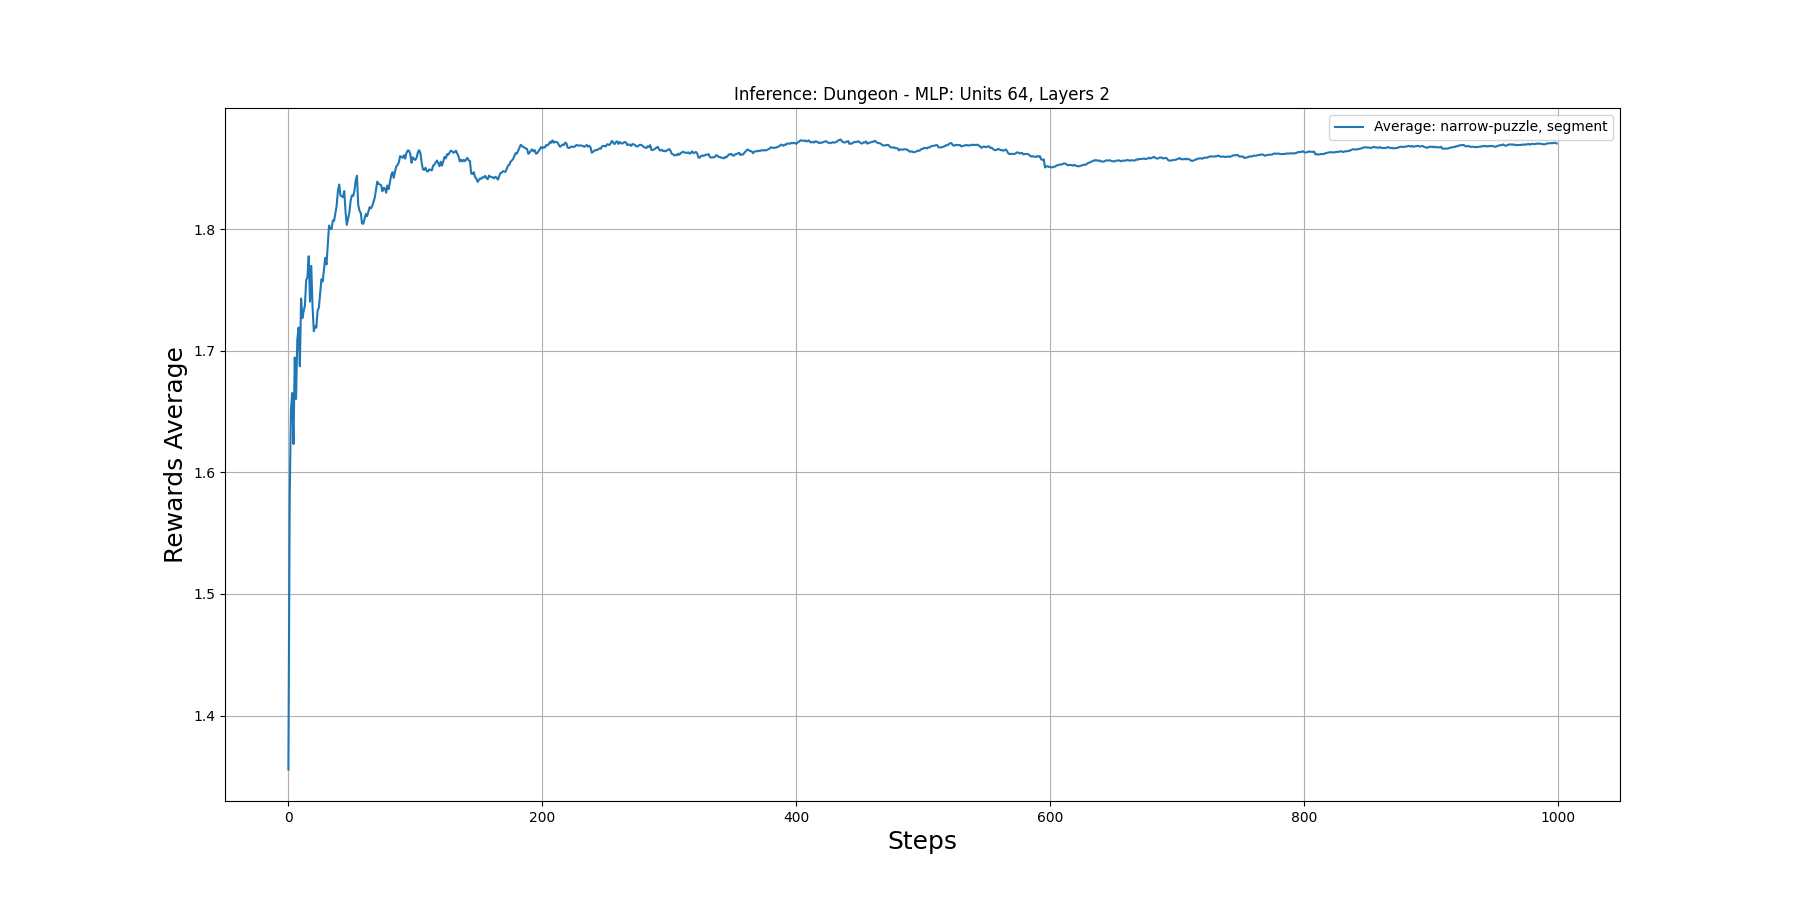 Inference: Dungeon - MLP: Units 64, Layers 2
Average: narrow-puzzle, segment
Rewards Average
1.8
1.7
1.6
1.5
1.4
0 200 400 600 800 1000
Steps